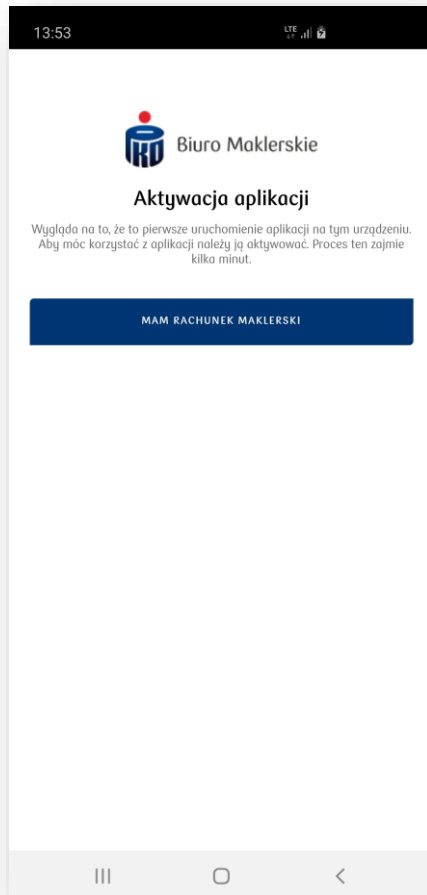 13:53
LTE
PKO
Biuro Maklerskie
Aktywacja aplikacji
Wygląda na to, że to pierwsze uruchomienie aplikacji na tym urządzeniu.
Aby móc korzystać z aplikacji należy ją aktywować. Proces ten zajmie
kilka minut.
MAM RACHUNEK MAKLERSKI